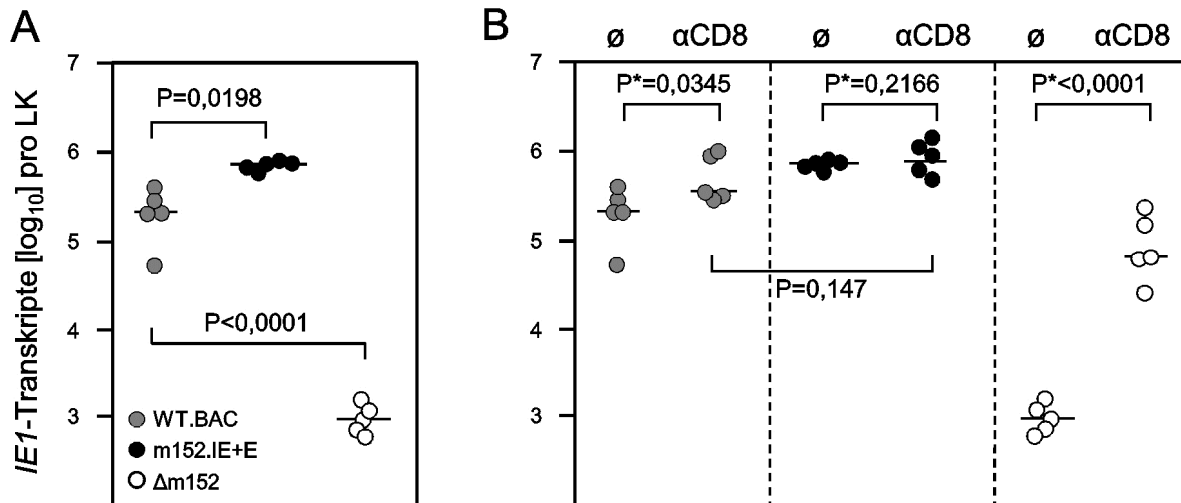 A
B
ø αCD8 ø αCD8 ø αCD8
IE1-Transkripte [log10] pro LK
7
6
5
4
3
P=0,0198
P<0,0001
WT.BAC
m152.IE+E
Δm152
7
6
5
4
3
P*=0,0345
P*=0,2166
P*<0,0001
P=0,147